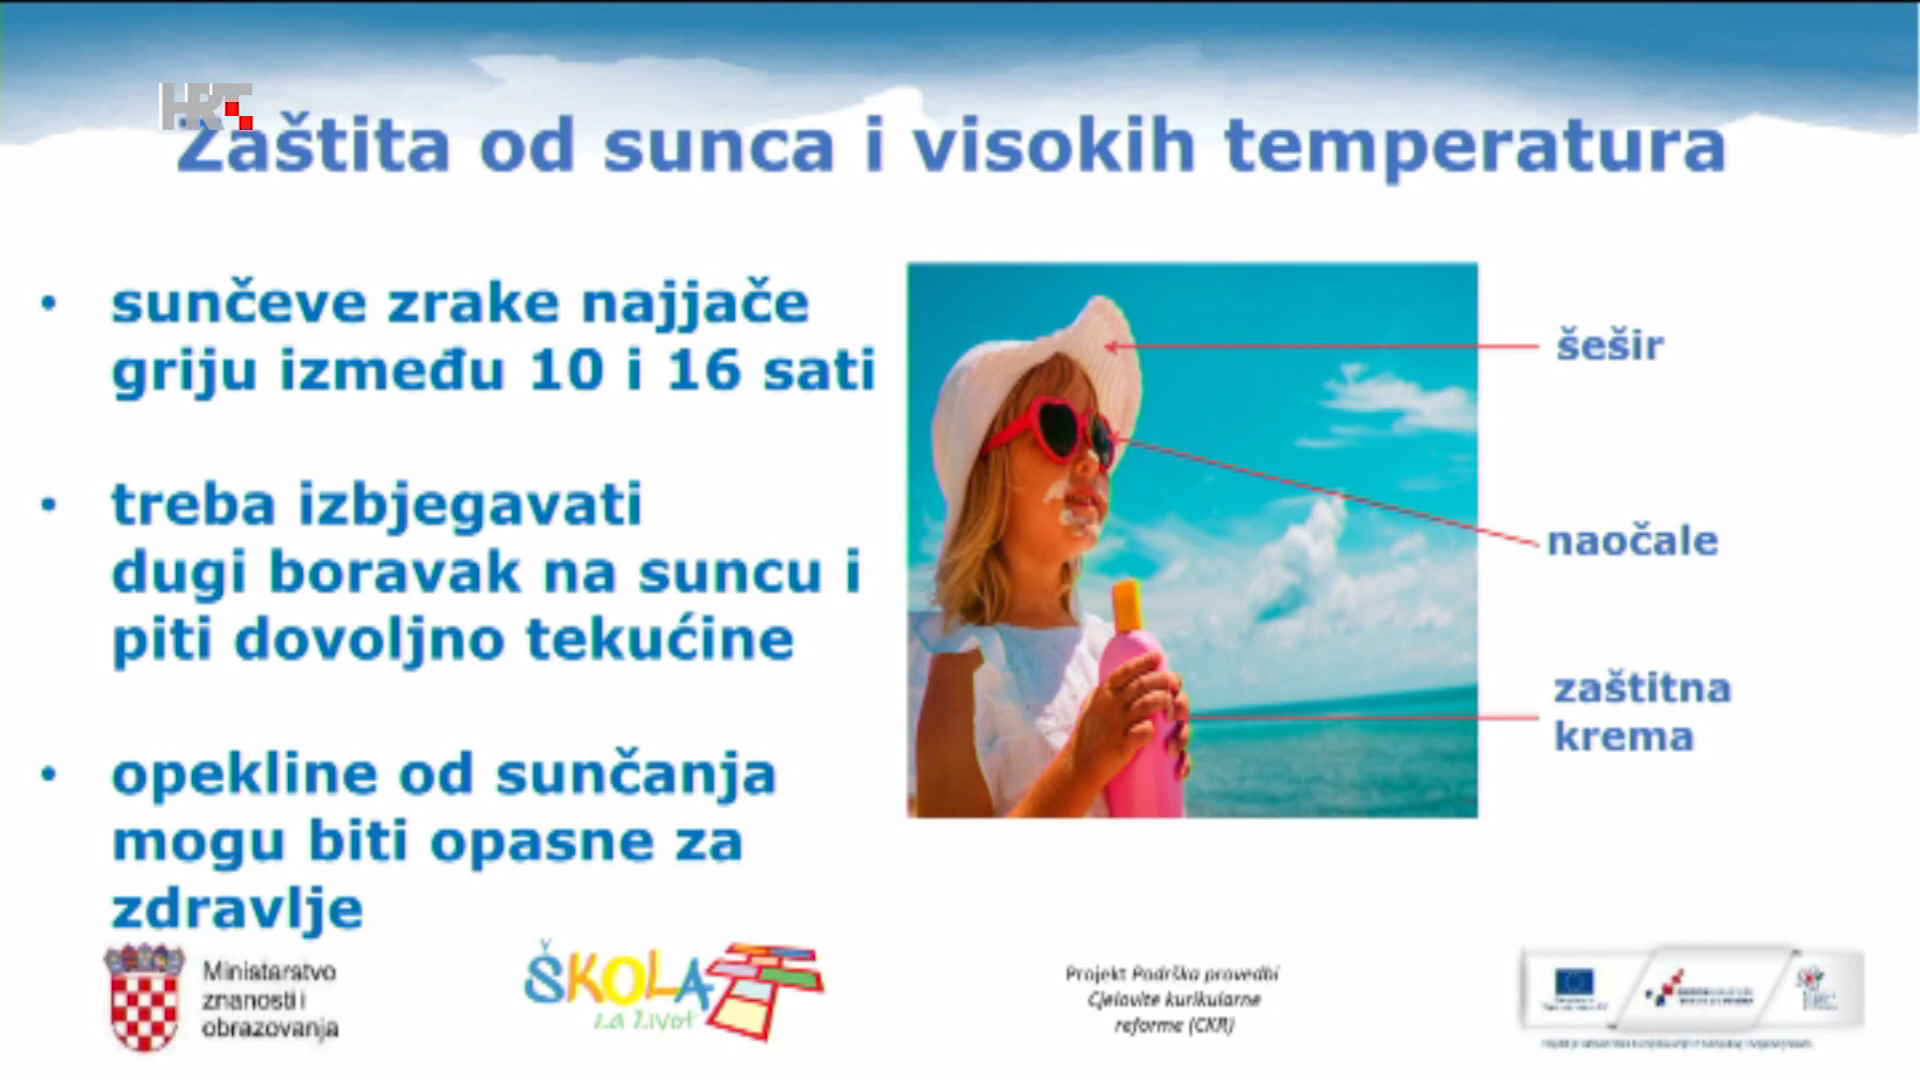 HRT
Zaštita od sunca i visokih temperatura
• sunčeve zrake najjače
griju između 10 i 16 sati
• treba izbjegavati
dugi boravak na suncu i
piti dovoljno tekućine
• opekline od sunčanja
mogu biti opasne za
zdravlje
šešir
naočale
zaštitna
krema
Ministarstvo
znanosti i
obrazovanja
ŠKOLA
za život
Projekt Podrška provedbi
Cjelovite kurikularne
reforme (CKR)